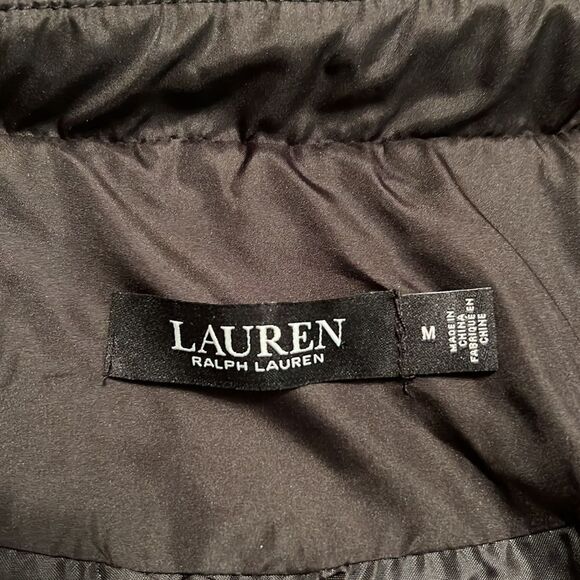 LAUREN
RALPH LAUREN
M
MADE IN
CHINA
FABRIQUÉ EN
CHINE